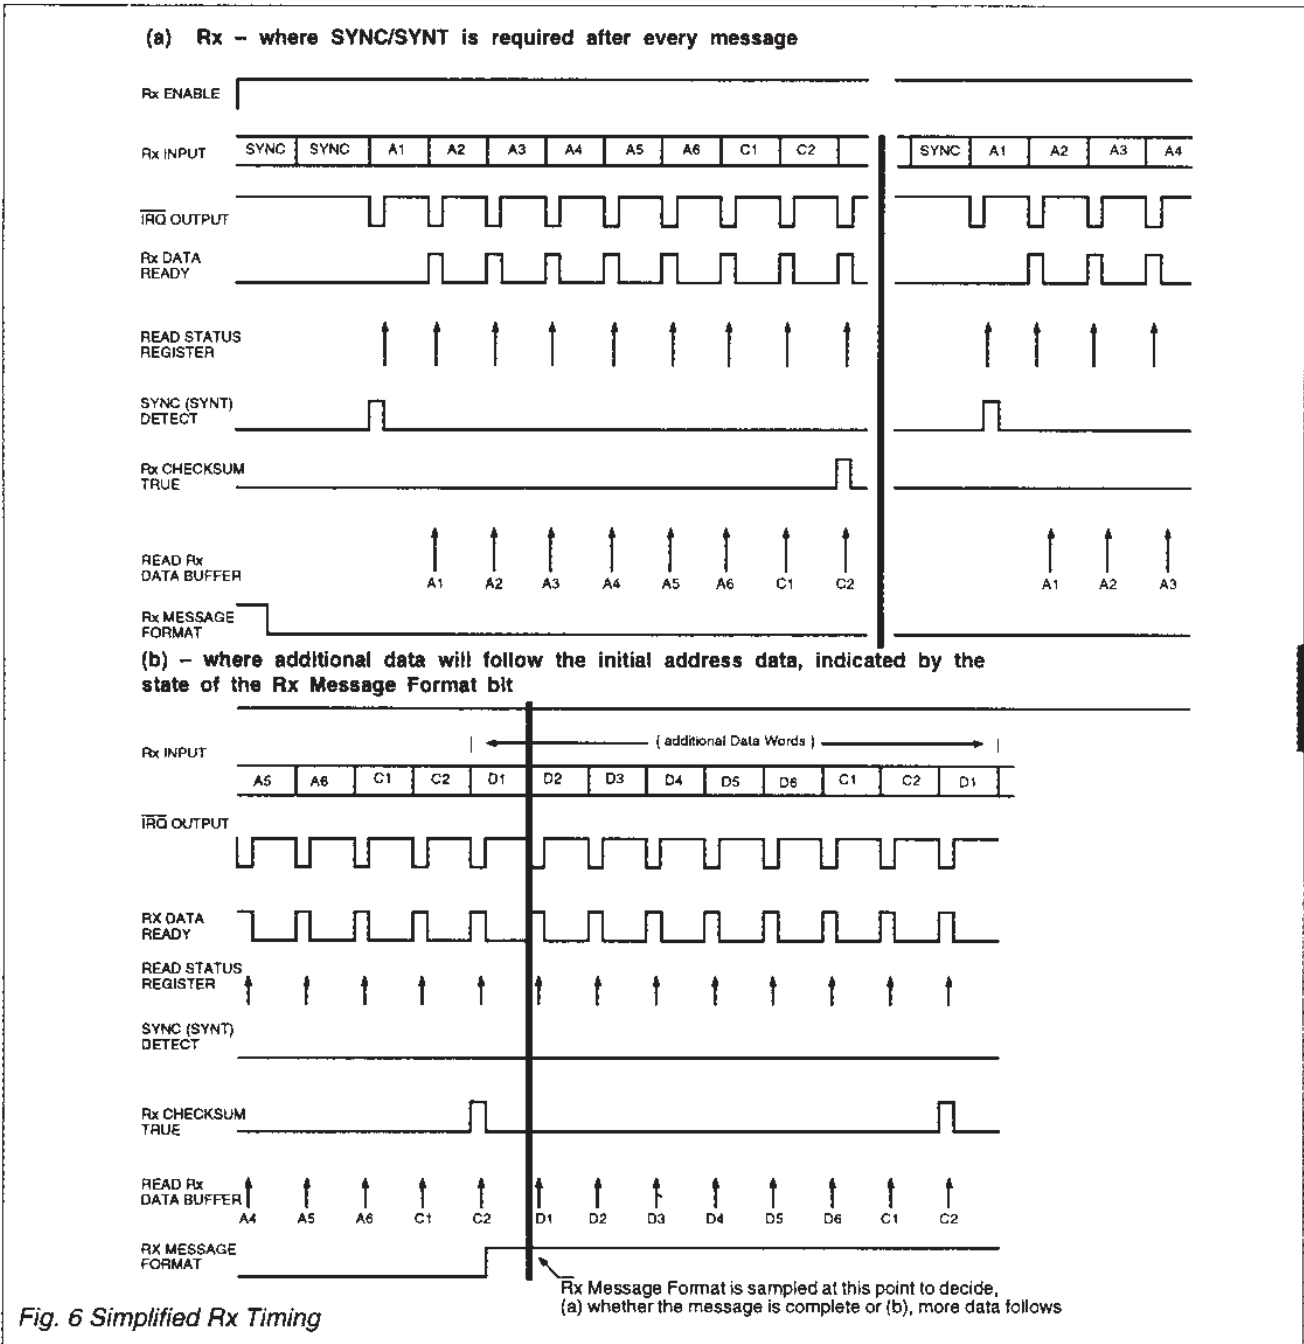 (a) Rx – where SYNC/SYNT is required after every message
Rx ENABLE
Rx INPUT SYNC SYNC A1 A2 A3 A4 A5 A6 C1 C2 SYNC A1 A2 A3 A4
IRQ OUTPUT
Rx DATA
READY
READ STATUS
REGISTER
SYNC (SYNT)
DETECT
Rx CHECKSUM
TRUE
READ Rx
DATA BUFFER A1 A2 A3 A4 A5 A6 C1 C2 A1 A2 A3
Rx MESSAGE
FORMAT
(b) – where additional data will follow the initial address data, indicated by the
state of the Rx Message Format bit
Rx INPUT ( additional Data Words )
A5 A6 C1 C2 D1 D2 D3 D4 D5 D6 C1 C2 D1
IRQ OUTPUT
RX DATA
READY
READ STATUS
REGISTER
SYNC (SYNT)
DETECT
Rx CHECKSUM
TRUE
READ Rx
DATA BUFFER
A4 A5 A6 C1 C2 D1 D2 D3 D4 D5 D6 C1 C2
RX MESSAGE
FORMAT
Rx Message Format is sampled at this point to decide,
(a) whether the message is complete or (b), more data follows
Fig. 6 Simplified Rx Timing